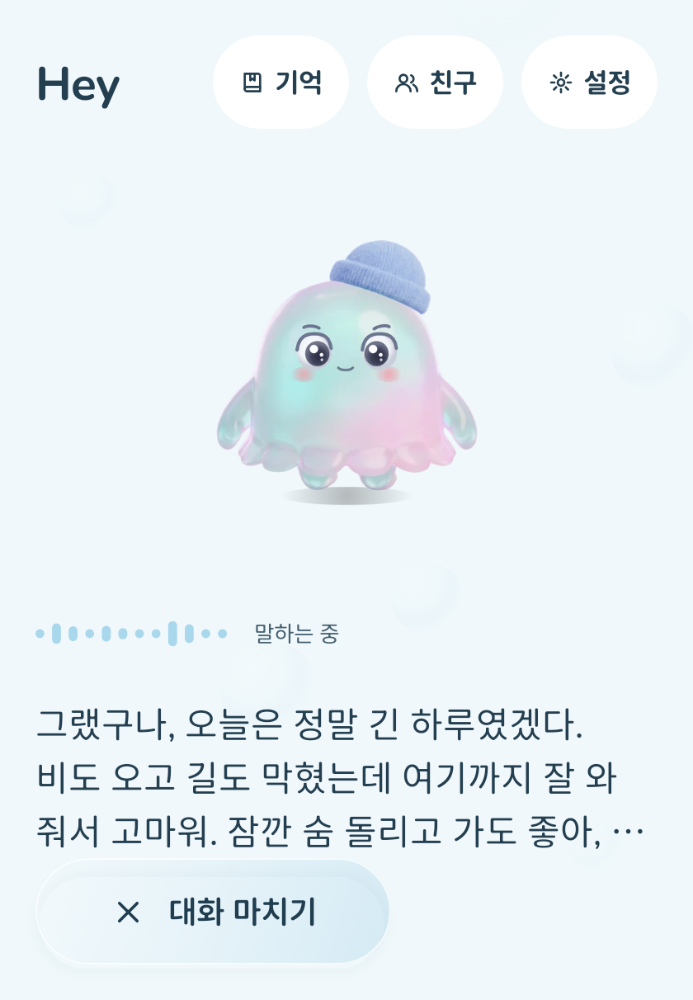 Hey
기억
친구
설정
말하는 중
그랬구나, 오늘은 정말 긴 하루였겠다.
비도 오고 길도 막혔는데 여기까지 잘 와
줘서 고마워. 잠깐 숨 돌리고 가도 좋아, ⋯
대화 마치기